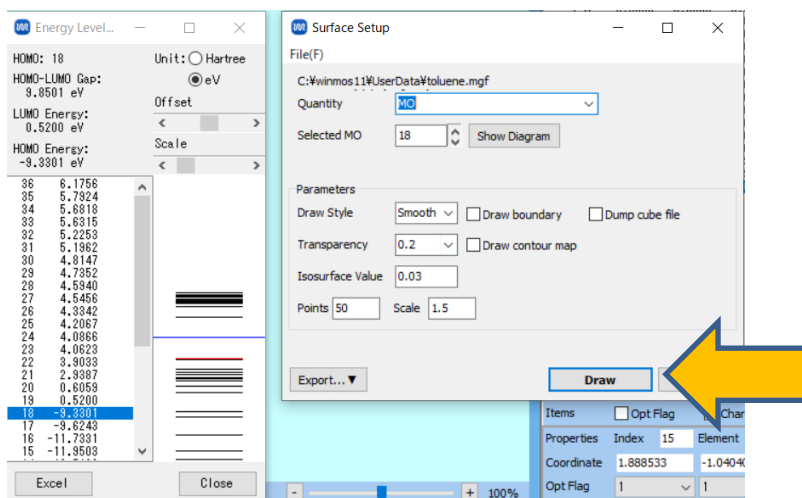 Energy Level...
HOMO: 18
Unit: Hartree
HOMO-LUMO Gap:
9.8501 eV
eV
LUMO Energy:
0.5200 eV
Offset
HOMO Energy:
-9.3301 eV
Scale
36 6.1756
35 5.7924
34 5.6818
33 5.6315
32 5.2253
31 5.1962
30 4.8147
29 4.7352
28 4.5940
27 4.5456
26 4.3342
25 4.2067
24 4.0866
23 4.0623
22 3.9033
21 2.9387
20 0.6059
19 0.5200
18 -9.3301
17 -9.6243
16 -11.7331
15 -11.9503
Excel
Close
Surface Setup
File(F)
C:¥winmos11¥UserData¥toluene.mgf
Quantity MO
Selected MO 18 Show Diagram
Parameters
Draw Style Smooth Draw boundary Dump cube file
Transparency 0.2 Draw contour map
Isosurface Value 0.03
Points 50 Scale 1.5
Export...▼
Draw
Items Opt Flag Char
Properties Index 15 Element
Coordinate 1.888533 -1.0404
Opt Flag 1 1
- + 100%